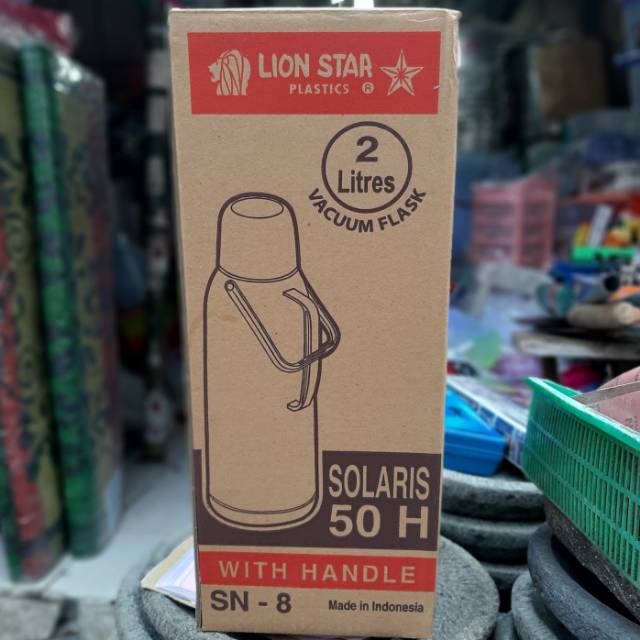 LION STAR
PLASTICS ®
2
Litres
VACUUM FLASK
SOLARIS
50 H
WITH HANDLE
SN - 8
Made in Indonesia